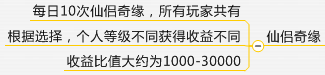 每日10次仙侣奇缘，所有玩家共有
根据选择，个人等级不同获得收益不同
仙侣奇缘
收益比值大约为1000-30000